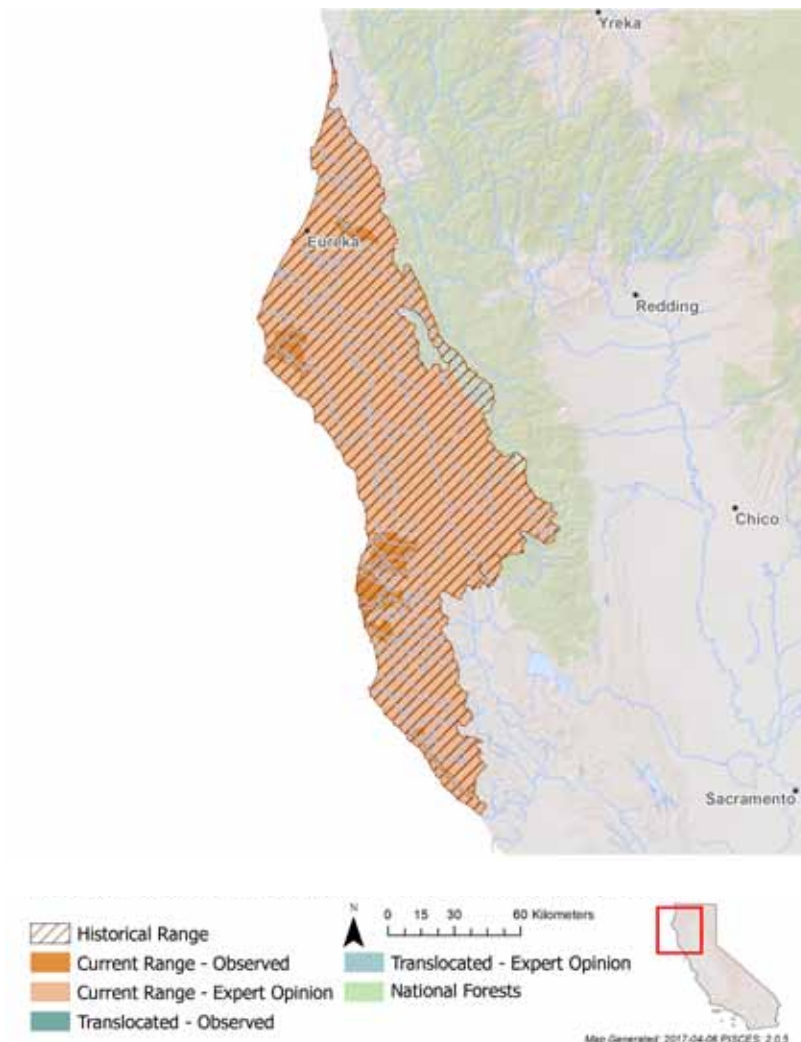 Yreka
Eureka
Redding
Chico
Sacramento
N
0 15 30 60 Kilometers
Historical Range
Current Range - Observed
Translocated - Expert Opinion
Current Range - Expert Opinion
National Forests
Translocated - Observed
Map Generated: 2017-04-06 PISCES: 2.0.5